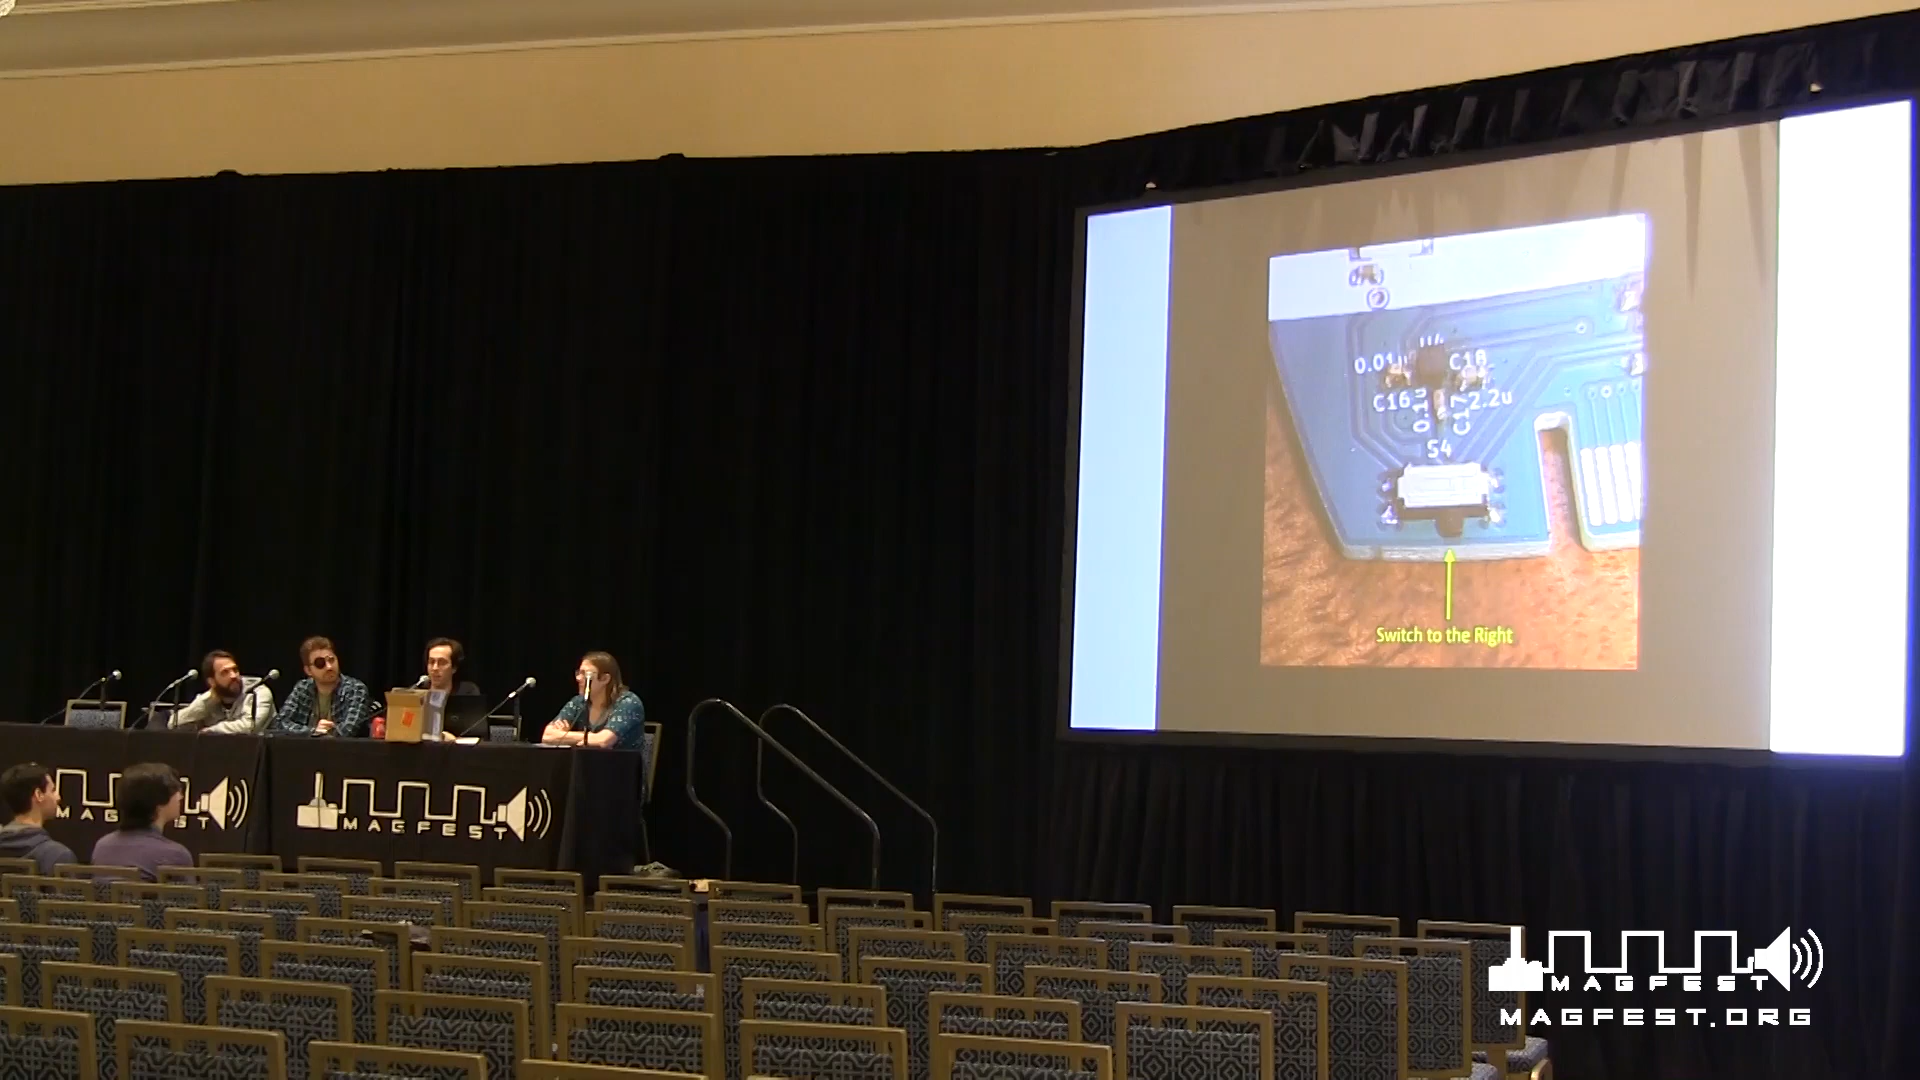 U4
0.01u
C18
C16
0.1u
C17
2.2u
S4
Switch to the Right
MAGFEST
MAGFEST
MAGFEST
MAGFEST.ORG